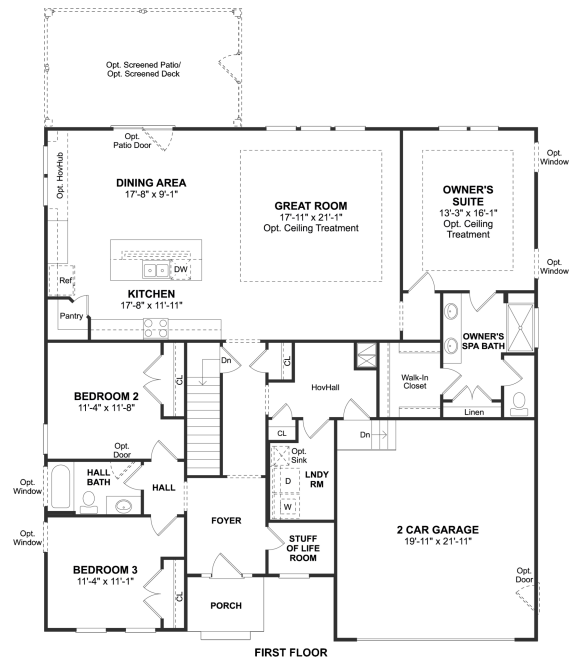 Opt. Screened Patio/
Opt. Screened Deck
Opt.
Patio Door
Opt. HovHub
DINING AREA
17'-8" x 9'-1"
GREAT ROOM
17'-11" x 21'-1"
Opt. Ceiling Treatment
OWNER'S
SUITE
13'-3" x 16'-1"
Opt. Ceiling
Treatment
Opt.
Window
Opt.
Window
DW
Ref
KITCHEN
17'-8" x 11'-11"
Pantry
OWNER'S
SPA BATH
Dn
CL
CL
HovHall
Walk-In
Closet
Linen
BEDROOM 2
11'-4" x 11'-8"
Opt.
Door
CL
Dn
Opt.
Sink
LNDY
RM
D
W
HALL
BATH
HALL
Opt.
Window
Opt.
Window
FOYER
STUFF
OF LIFE
ROOM
2 CAR GARAGE
19'-11" x 21'-11"
Opt.
Door
BEDROOM 3
11'-4" x 11'-1"
CL
PORCH
FIRST FLOOR